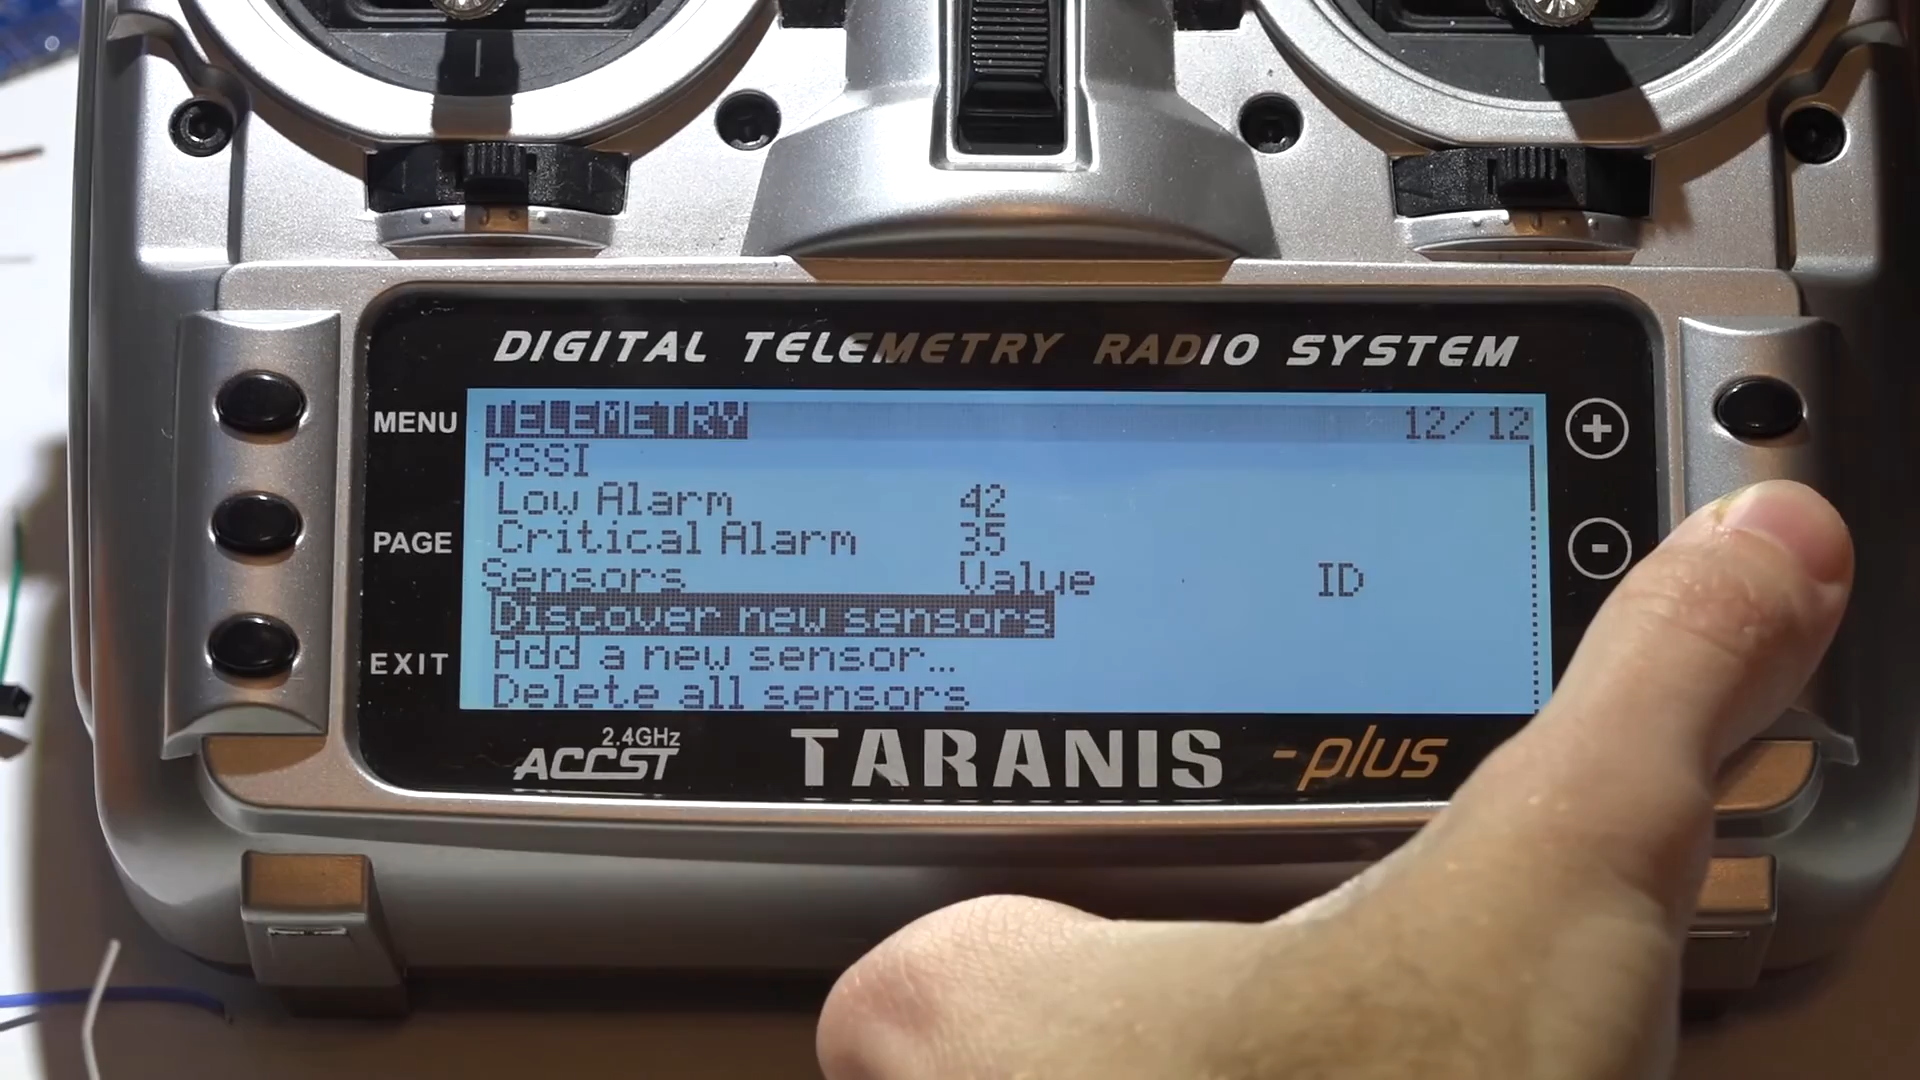 DIGITAL TELEMETRY RADIO SYSTEM
MENU
PAGE
EXIT
TELEMETRY 12/12
RSSI
Low Alarm 42
Critical Alarm 35
Sensors Value ID
Discover new sensors
Add a new sensor...
Delete all sensors
+
-
2.4GHz
ACCST
TARANIS -plus